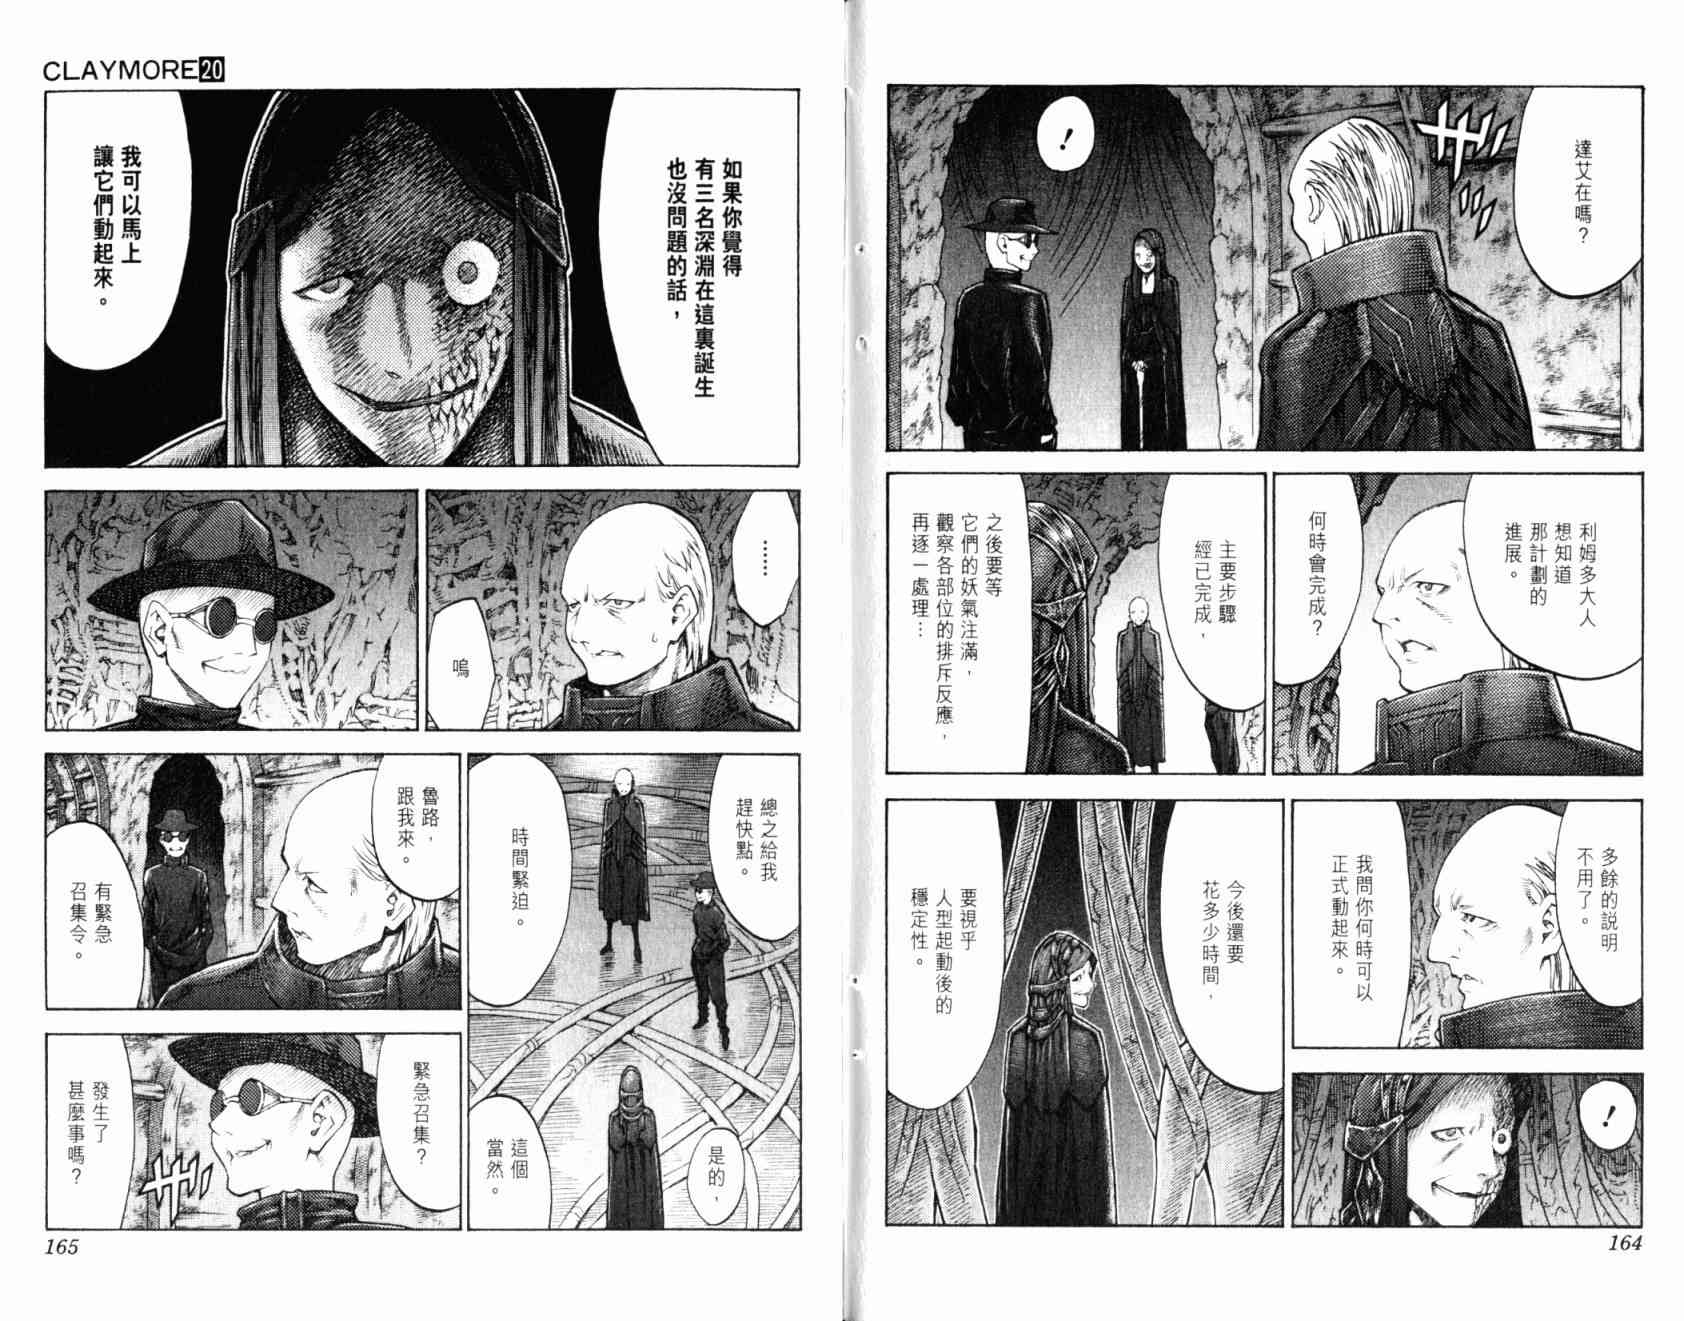 達艾在嗎？
！
利姆多大人
想知道
那計劃的
進展。
何時會完成？
主要步驟
經已完成，
之後要等
它們的妖氣注滿，
觀察各部位的排斥反應，
再逐一處理…
多餘的説明
不用了。
我問你何時可以
正式動起來。
！
今後還要
花多少時間，
要視乎
人型起動後的
穩定性。
164
CLAYMORE20
如果你覺得
有三名深淵在這裏誕生
也沒問題的話，
我可以馬上
讓它們動起來。
……
嗚
總之給我
趕快點。
時間緊迫。
是的，
這個
當然。
魯路，
跟我來。
有緊急
召集令。
緊急召集？
發生了
甚麼事嗎？
165